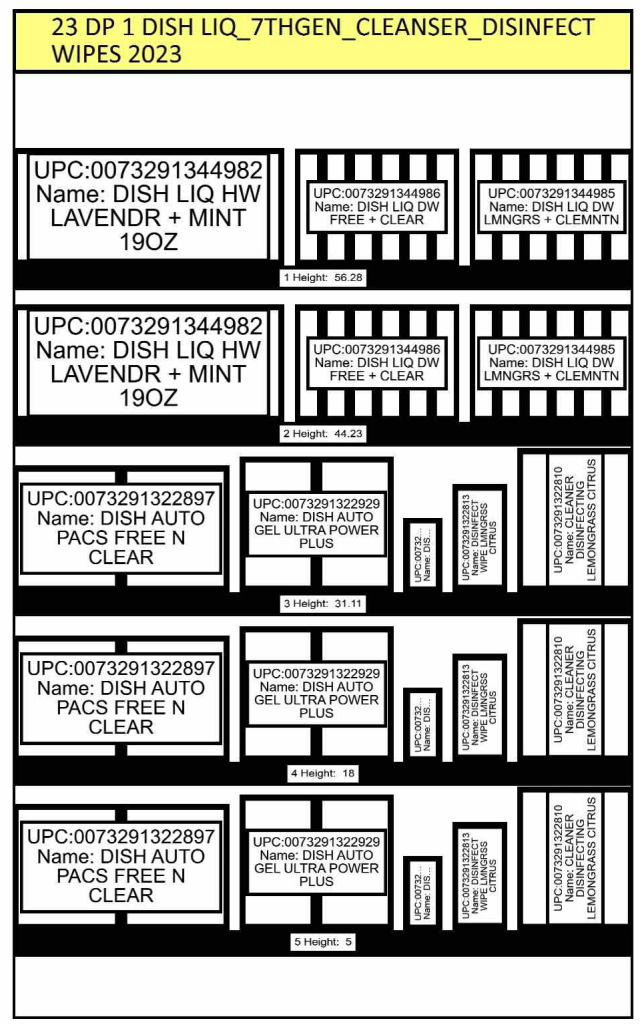 23 DP 1 DISH LIQ_7THGEN_CLEANSER_DISINFECT
WIPES 2023
UPC:0073291344982
Name: DISH LIQ HW
LAVENDR + MINT
19OZ
UPC:0073291344986
Name: DISH LIQ DW
FREE + CLEAR
UPC:0073291344985
Name: DISH LIQ DW
LMNGRS + CLEMNTN
1 Height: 56.28
UPC:0073291344982
Name: DISH LIQ HW
LAVENDR + MINT
19OZ
UPC:0073291344986
Name: DISH LIQ DW
FREE + CLEAR
UPC:0073291344985
Name: DISH LIQ DW
LMNGRS + CLEMNTN
2 Height: 44.23
UPC:0073291322897
Name: DISH AUTO
PACS FREE N
CLEAR
UPC:0073291322929
Name: DISH AUTO
GEL ULTRA POWER
PLUS
UPC:00732...
Name: DIS...
UPC:0073291322813
Name: DISINFECT
WIPE LMNGRSS
CITRUS
UPC:0073291322810
Name: CLEANER
DISINFECTING
LEMONGRASS CITRUS
3 Height: 31.11
UPC:0073291322897
Name: DISH AUTO
PACS FREE N
CLEAR
UPC:0073291322929
Name: DISH AUTO
GEL ULTRA POWER
PLUS
UPC:00732...
Name: DIS...
UPC:0073291322813
Name: DISINFECT
WIPE LMNGRSS
CITRUS
UPC:0073291322810
Name: CLEANER
DISINFECTING
LEMONGRASS CITRUS
4 Height: 18
UPC:0073291322897
Name: DISH AUTO
PACS FREE N
CLEAR
UPC:0073291322929
Name: DISH AUTO
GEL ULTRA POWER
PLUS
UPC:00732...
Name: DIS...
UPC:0073291322813
Name: DISINFECT
WIPE LMNGRSS
CITRUS
UPC:0073291322810
Name: CLEANER
DISINFECTING
LEMONGRASS CITRUS
5 Height: 5